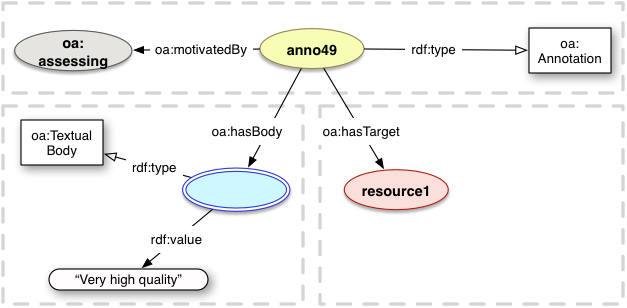 oa:
assessing
oa:motivatedBy
anno49
rdf:type
oa:
Annotation
oa:hasBody
oa:hasTarget
oa:Textual
Body
rdf:type
resource1
rdf:value
“Very high quality”